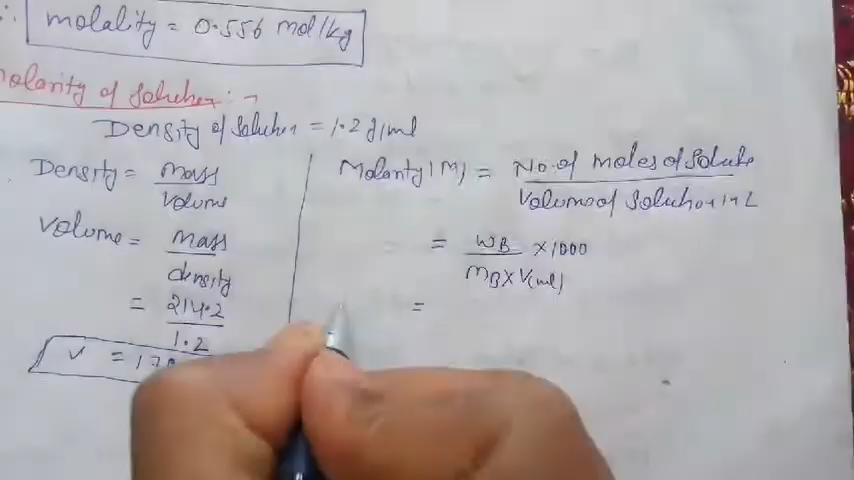 ∴ molality = 0.556 mol/kg
molarity of solution :-
Density of solution = 1.2 g/ml
Density = mass / volume
volume = mass / density
= 214.2 / 1.2
V = 178
Molarity (M) = No. of moles of solute / volume of solution in L
= WB / MB × V(ml) × 1000
=